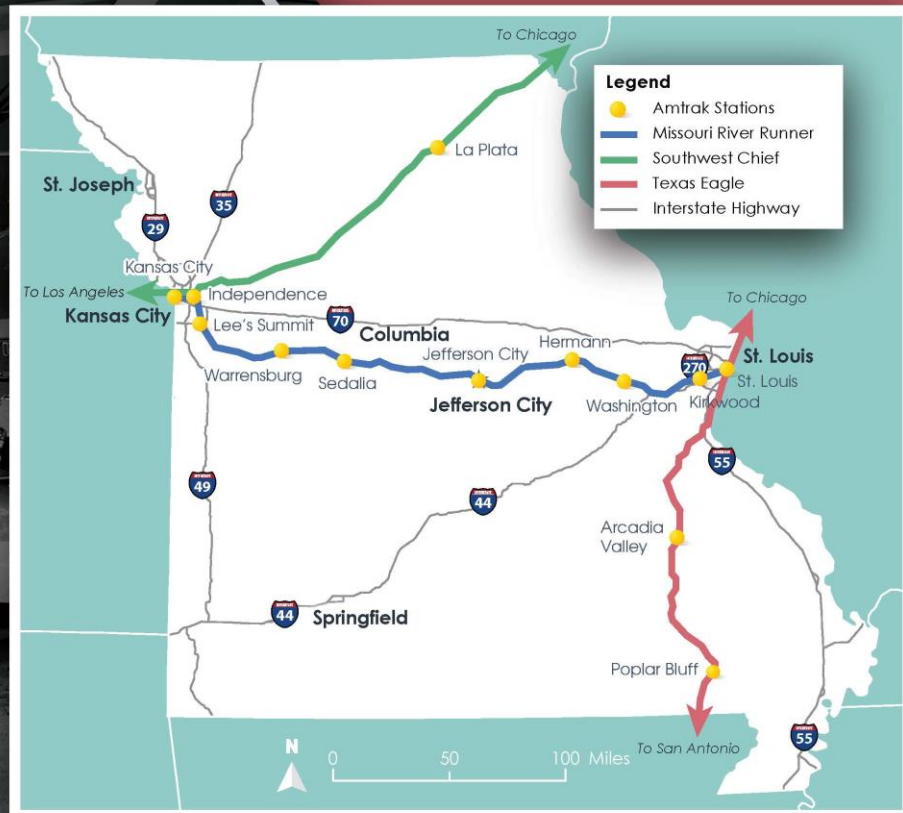 To Chicago
Legend
Amtrak Stations
Missouri River Runner
Southwest Chief
Texas Eagle
Interstate Highway
La Plata
St. Joseph
35
29
Kansas City
To Los Angeles
Independence
Kansas City
Lee's Summit
70
Columbia
To Chicago
Hermann
Jefferson City
St. Louis
270
St. Louis
Warrensburg
Sedalia
Jefferson City
Washington
Kirkwood
55
49
44
Arcadia
Valley
44
Springfield
Poplar Bluff
To San Antonio
55
N
0 50 100 Miles